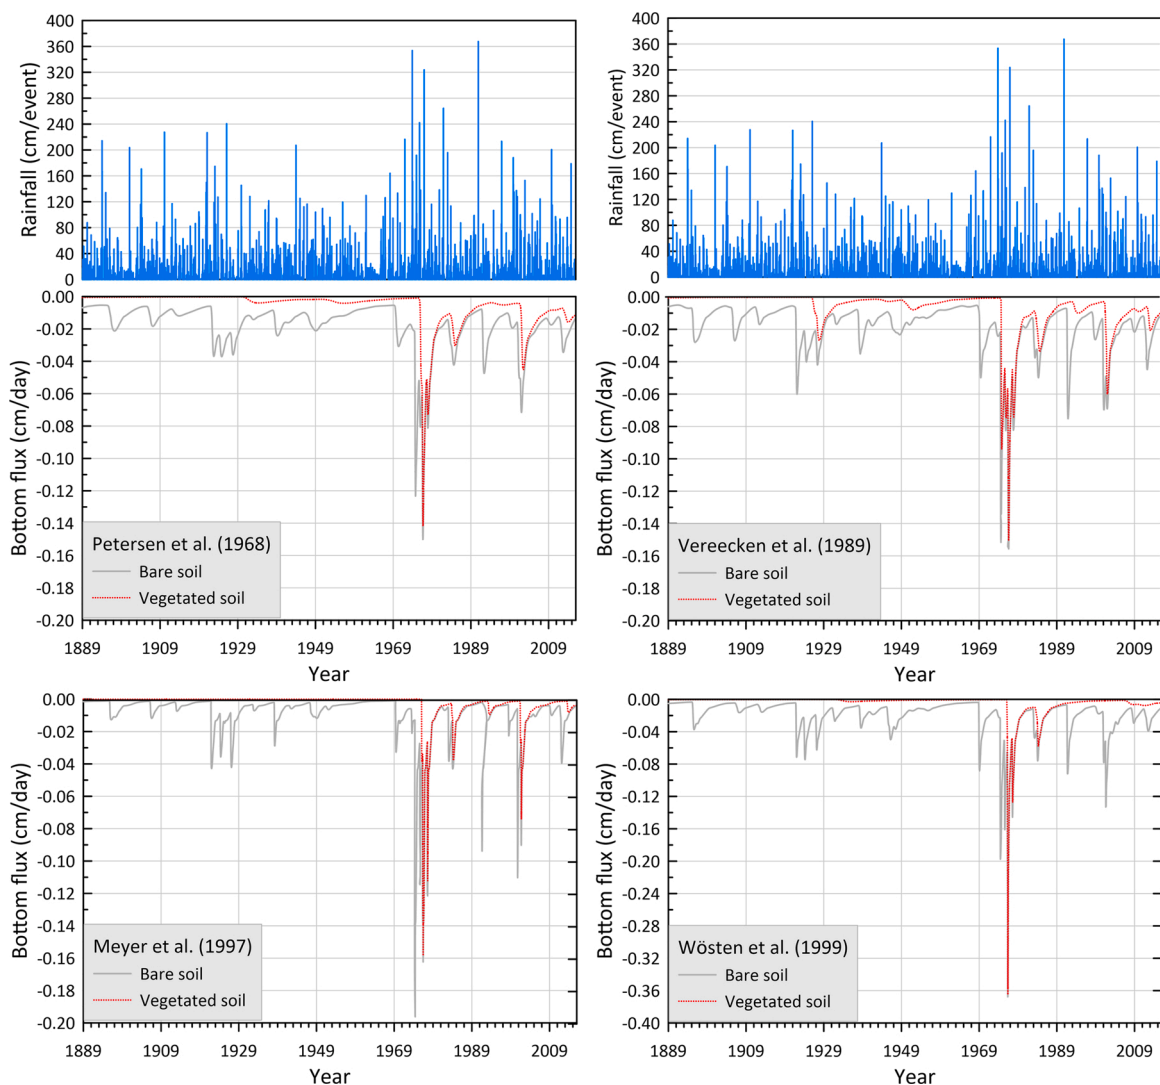 Rainfall (cm/event)
400
360
320
280
240
200
160
120
80
40
0
Rainfall (cm/event)
400
360
320
280
240
200
160
120
80
40
0
Bottom flux (cm/day)
0.00
-0.02
-0.04
-0.06
-0.08
-0.10
-0.12
-0.14
-0.16
-0.18
-0.20
Petersen et al. (1968)
Bare soil
Vegetated soil
1889 1909 1929 1949 1969 1989 2009
Year
Bottom flux (cm/day)
0.00
-0.02
-0.04
-0.06
-0.08
-0.10
-0.12
-0.14
-0.16
-0.18
-0.20
Vereecken et al. (1989)
Bare soil
Vegetated soil
1889 1909 1929 1949 1969 1989 2009
Year
Bottom flux (cm/day)
0.00
-0.02
-0.04
-0.06
-0.08
-0.10
-0.12
-0.14
-0.16
-0.18
-0.20
Meyer et al. (1997)
Bare soil
Vegetated soil
1889 1909 1929 1949 1969 1989 2009
Year
Bottom flux (cm/day)
0.00
-0.04
-0.08
-0.12
-0.16
-0.20
-0.24
-0.28
-0.32
-0.36
-0.40
Wösten et al. (1999)
Bare soil
Vegetated soil
1889 1909 1929 1949 1969 1989 2009
Year